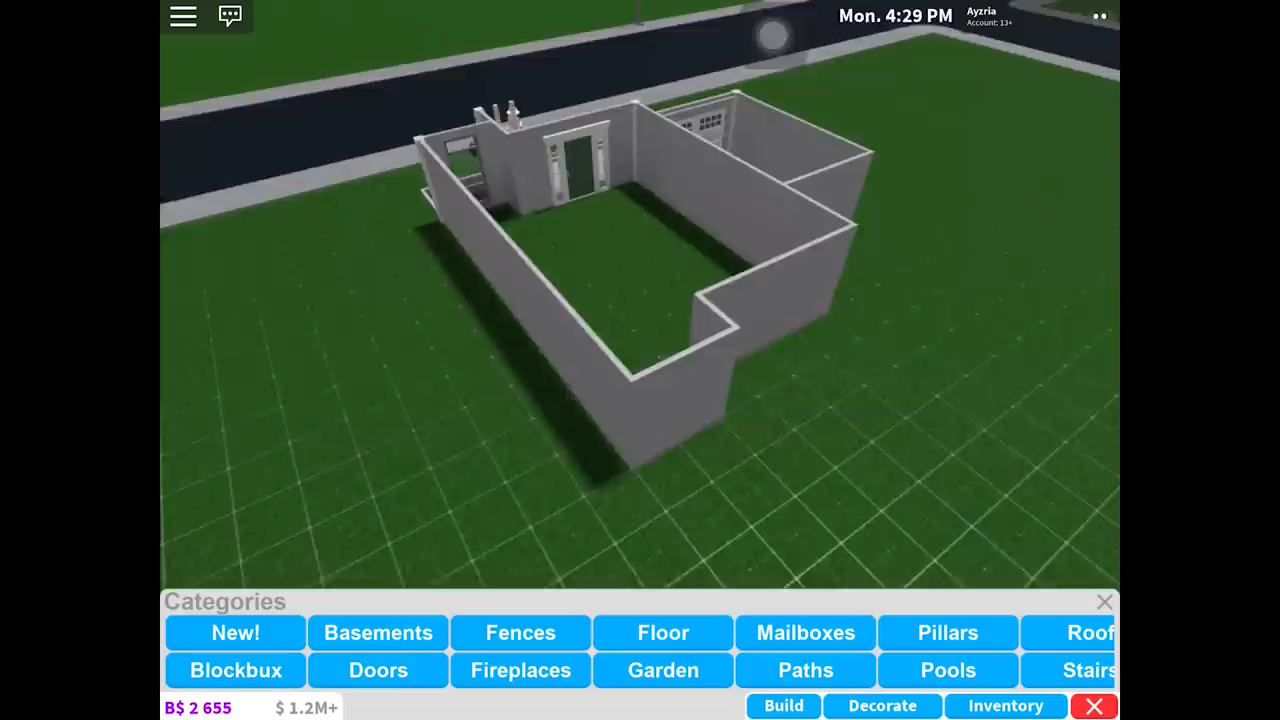 Mon. 4:29 PM
Ayzria
Account: 13+
Categories
New! Basements Fences Floor Mailboxes Pillars Roof
Blockbux Doors Fireplaces Garden Paths Pools Stairs
B$ 2 655 $ 1.2M+ Build Decorate Inventory